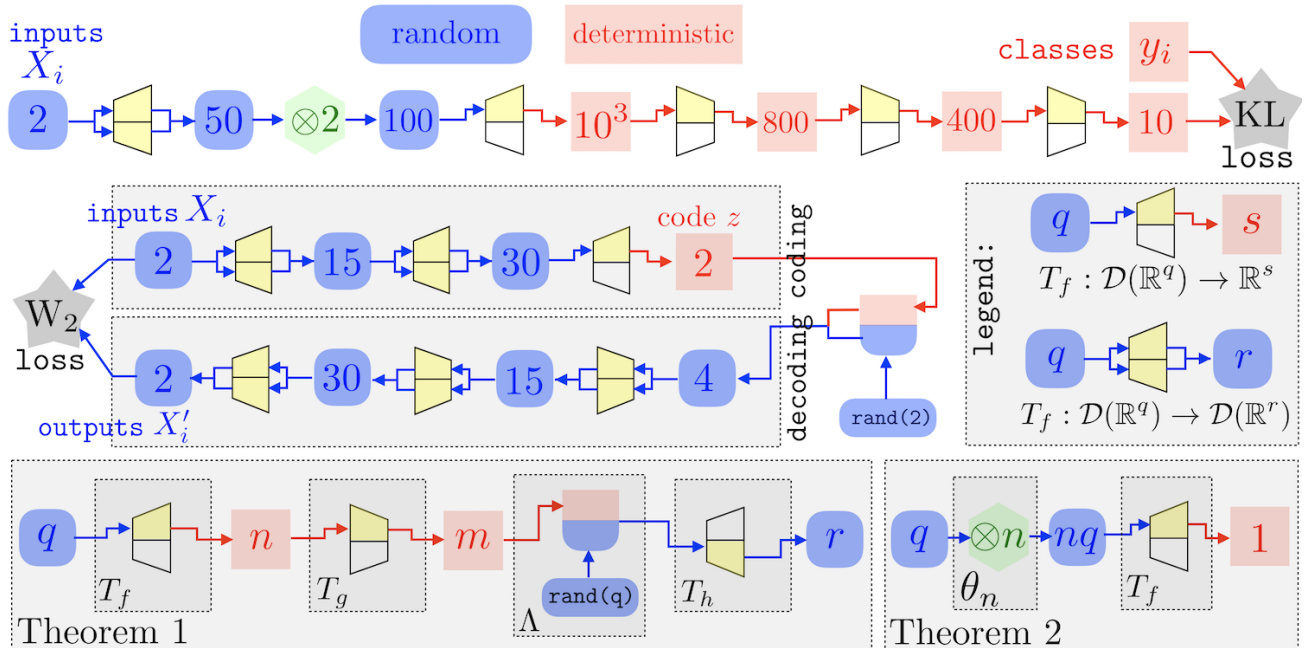 inputs
X_i
random
deterministic
classes y_i
2 50 ⊗2 100 10^3 800 400 10 KL
loss
inputs X_i
code z
2 15 30 2
coding
W_2
loss
decoding
2 30 15 4
outputs X'_i
rand(2)
legend:
q s
T_f : 𝒟(ℝ^q) → ℝ^s
q r
T_f : 𝒟(ℝ^q) → 𝒟(ℝ^r)
q n m r
rand(q)
T_f T_g Λ T_h
Theorem 1
q ⊗n nq 1
θ_n T_f
Theorem 2